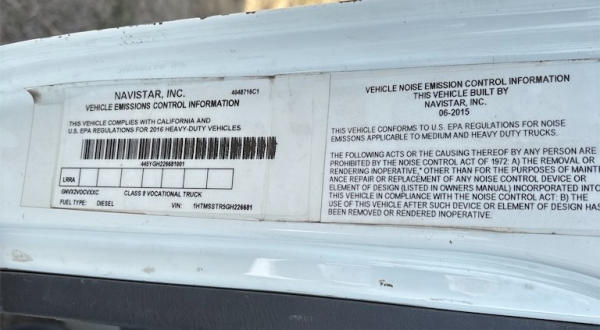 NAVISTAR, INC.
4048716C1
VEHICLE EMISSIONS CONTROL INFORMATION
THIS VEHICLE COMPLIES WITH CALIFORNIA AND
U.S. EPA REGULATIONS FOR 2016 HEAVY-DUTY VEHICLES
445YGH226681001
LRRA
GNVX2VOCVXXC CLASS 8 VOCATIONAL TRUCK
FUEL TYPE: DIESEL VIN: 1HTMSSTR5GH226681
VEHICLE NOISE EMISSION CONTROL INFORMATION
THIS VEHICLE BUILT BY
NAVISTAR, INC.
06-2015
THIS VEHICLE CONFORMS TO U.S. EPA REGULATIONS FOR NOISE
EMISSIONS APPLICABLE TO MEDIUM AND HEAVY DUTY TRUCKS.
THE FOLLOWING ACTS OR THE CAUSING THEREOF BY ANY PERSON ARE
PROHIBITED BY THE NOISE CONTROL ACT OF 1972: A) THE REMOVAL OR
RENDERING INOPERATIVE, OTHER THAN FOR THE PURPOSES OF MAINT
ANCE REPAIR OR REPLACEMENT OF ANY NOISE CONTROL DEVICE OR
ELEMENT OF DESIGN (LISTED IN OWNERS MANUAL) INCORPORATED INTO
THIS VEHICLE IN COMPLIANCE WITH THE NOISE CONTROL ACT: B) THE
USE OF THIS VEHICLE AFTER SUCH DEVICE OR ELEMENT OF DESIGN HAS
BEEN REMOVED OR RENDERED INOPERATIVE.